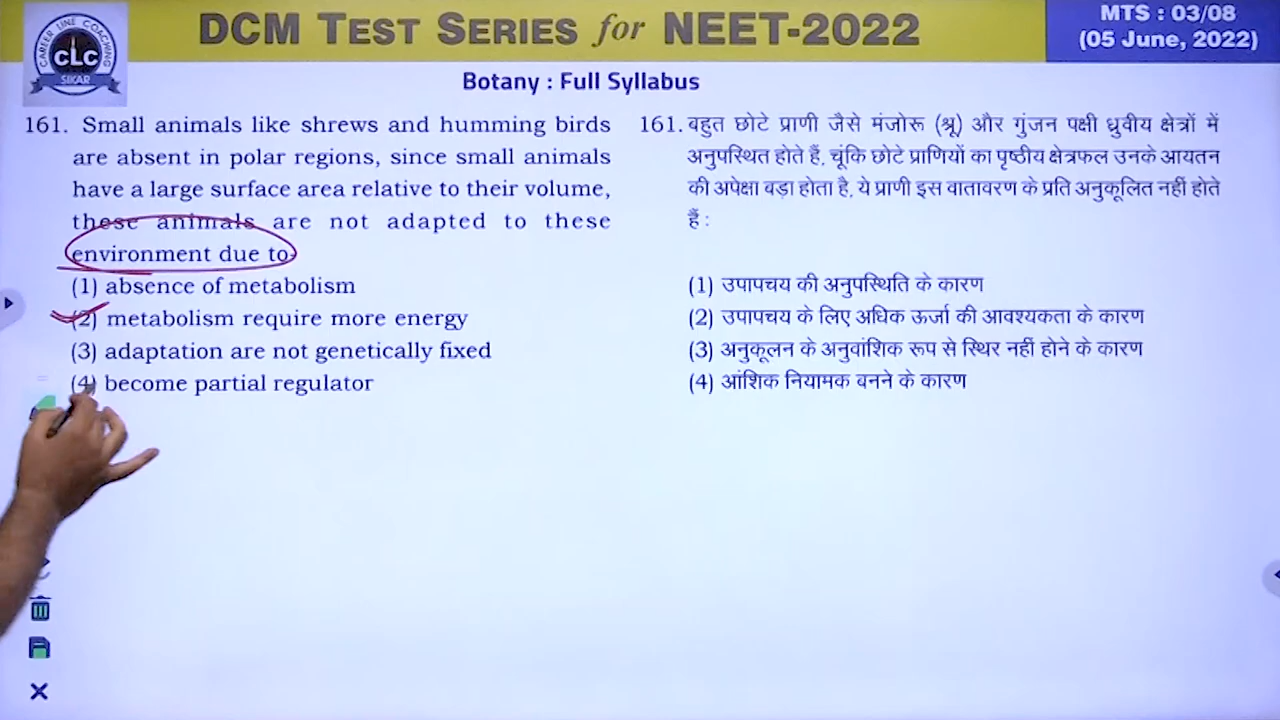 DCM TEST SERIES for NEET-2022
MTS : 03/08
(05 June, 2022)
CAREER LINE COACHING
CLC
SIKAR
Botany : Full Syllabus
161. Small animals like shrews and humming birds
are absent in polar regions, since small animals
have a large surface area relative to their volume,
these animals are not adapted to these
environment due to-
(1) absence of metabolism
(2) metabolism require more energy
(3) adaptation are not genetically fixed
(4) become partial regulator
161. बहुत छोटे प्राणी जैसे मंजोरू (श्रू) और गुंजन पक्षी ध्रुवीय क्षेत्रों में
अनुपस्थित होते हैं, चूंकि छोटे प्राणियों का पृष्ठीय क्षेत्रफल उनके आयतन
की अपेक्षा बड़ा होता है, ये प्राणी इस वातावरण के प्रति अनुकूलित नहीं होते
हैं :
(1) उपापचय की अनुपस्थिति के कारण
(2) उपापचय के लिए अधिक ऊर्जा की आवश्यकता के कारण
(3) अनुकूलन के अनुवांशिक रूप से स्थिर नहीं होने के कारण
(4) आंशिक नियामक बनने के कारण